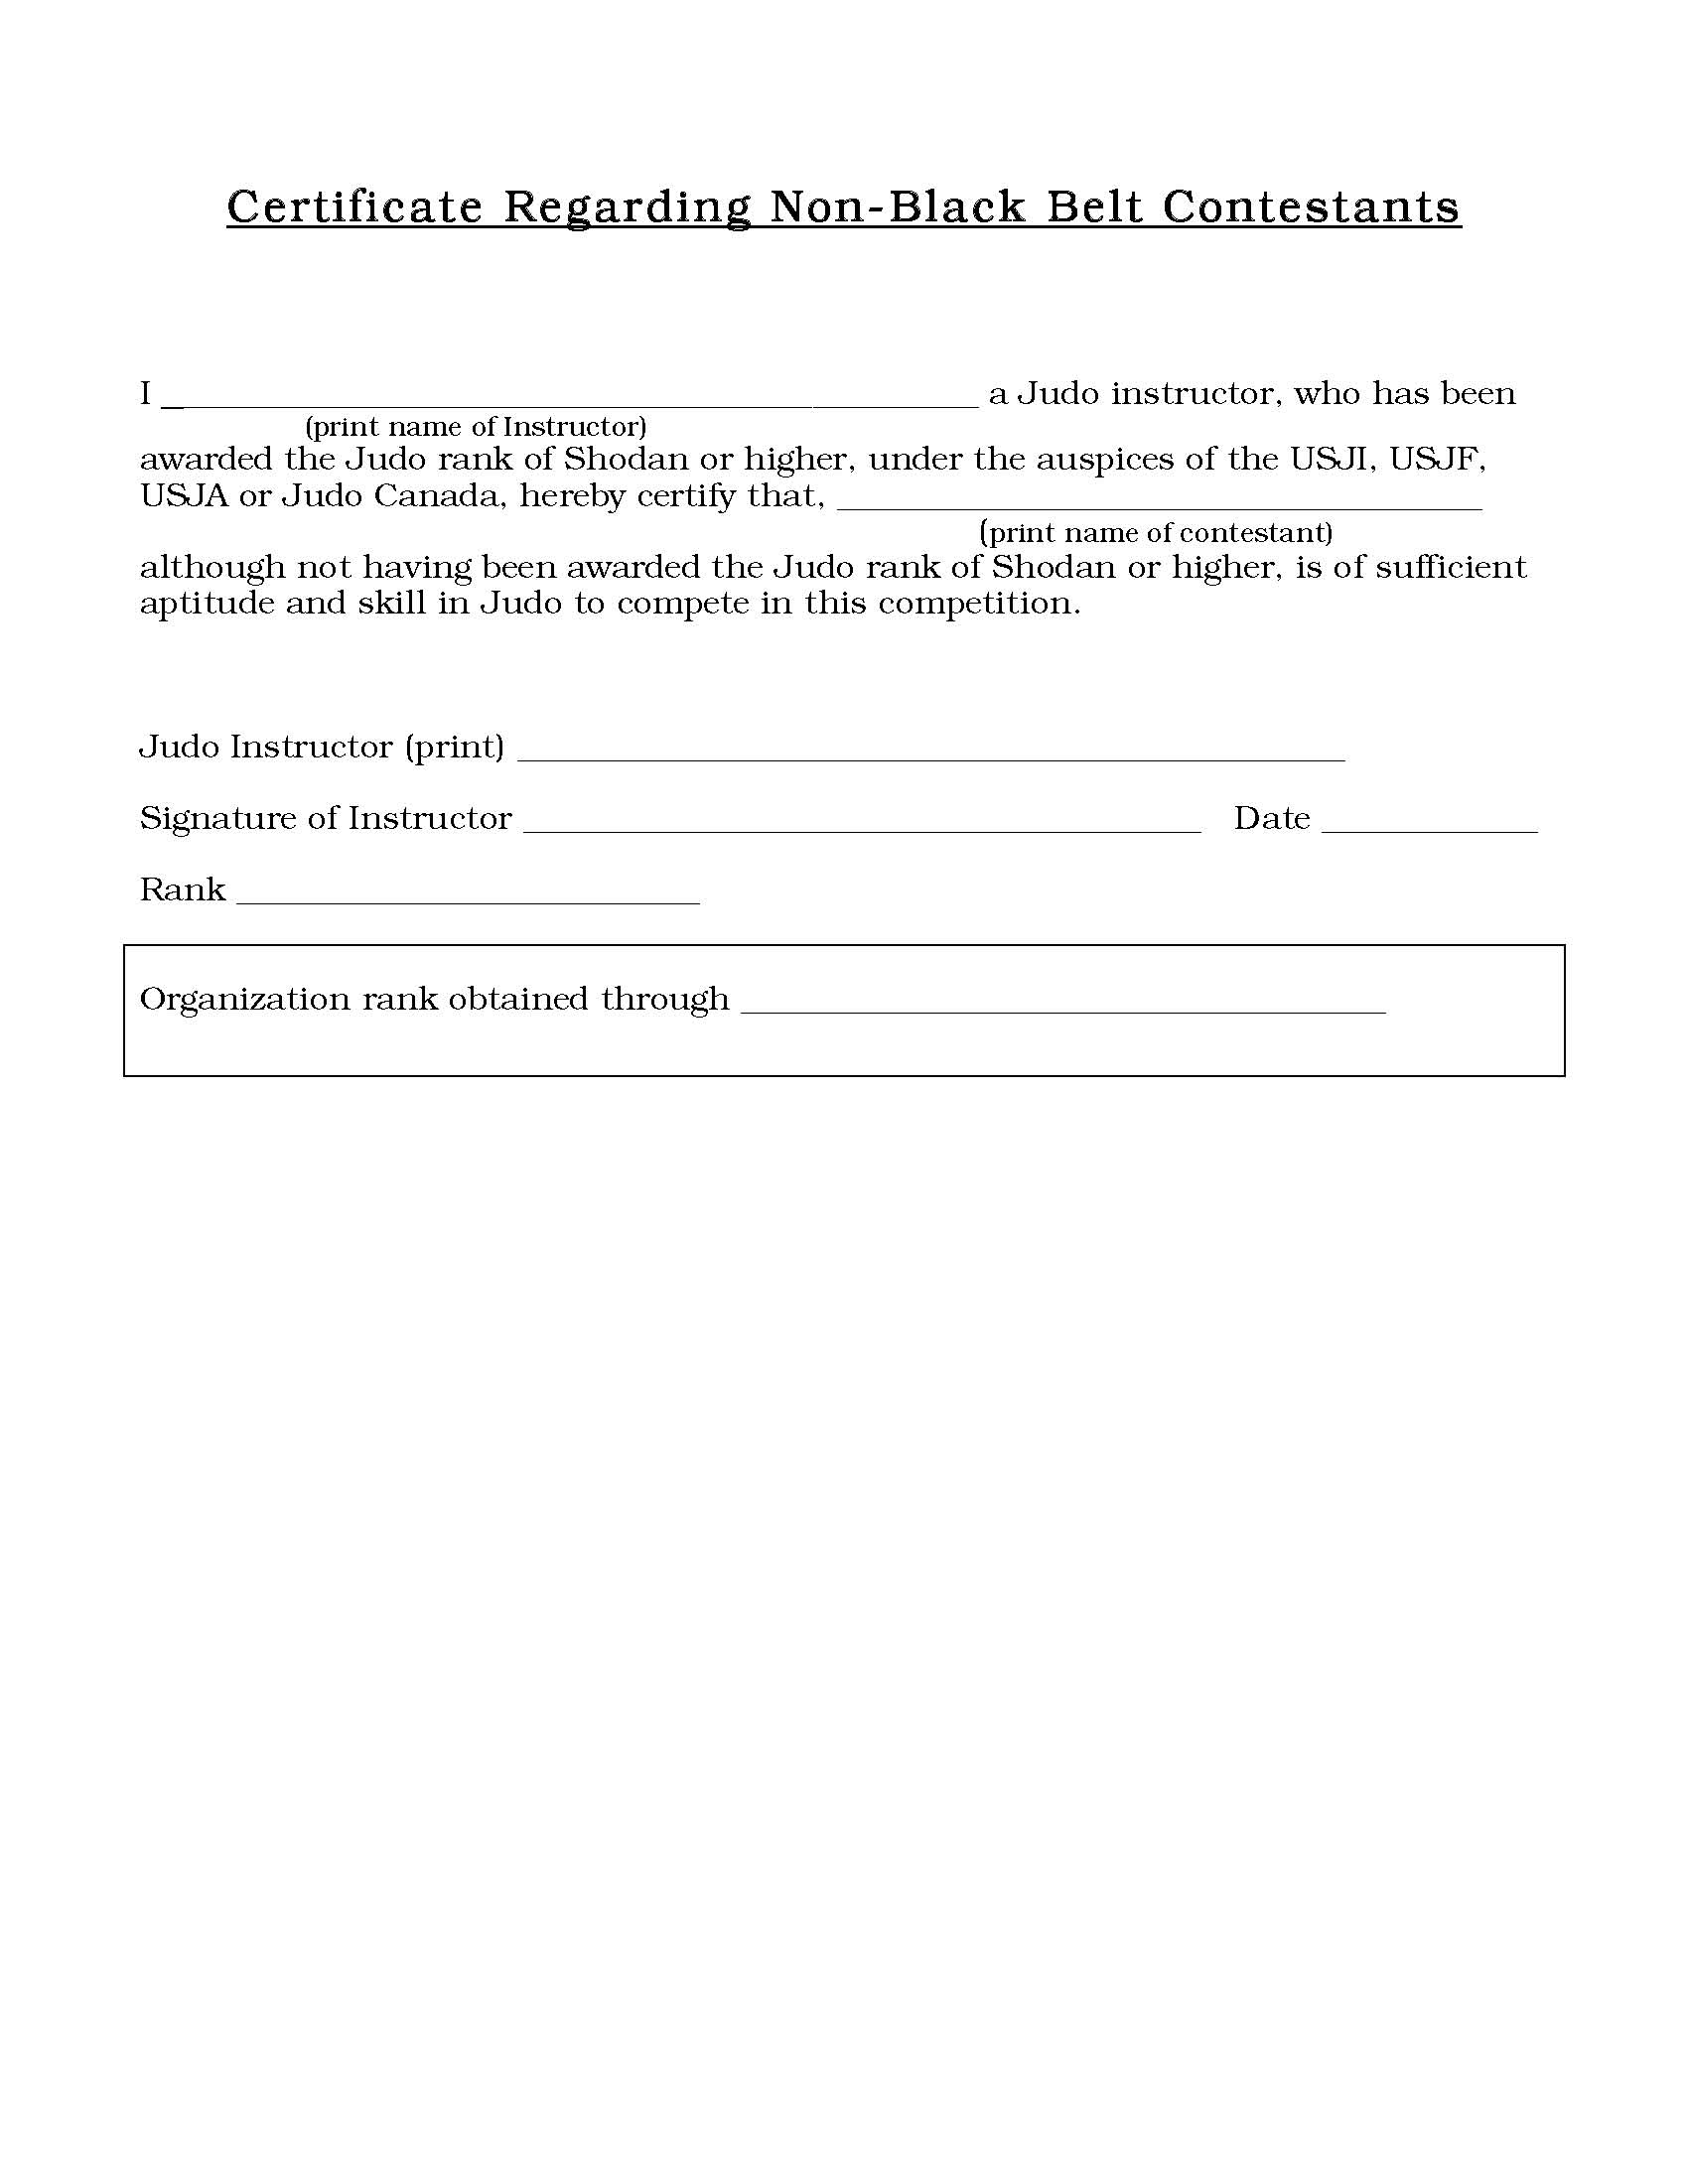 Certificate Regarding Non-Black Belt Contestants
I ______________________________________ a Judo instructor, who has been
(print name of Instructor)
awarded the Judo rank of Shodan or higher, under the auspices of the USJI, USJF,
USJA or Judo Canada, hereby certify that, ______________________________
(print name of contestant)
although not having been awarded the Judo rank of Shodan or higher, is of sufficient
aptitude and skill in Judo to compete in this competition.
Judo Instructor (print) ______________________________________
Signature of Instructor _______________________________ Date __________
Rank _____________________
Organization rank obtained through ______________________________